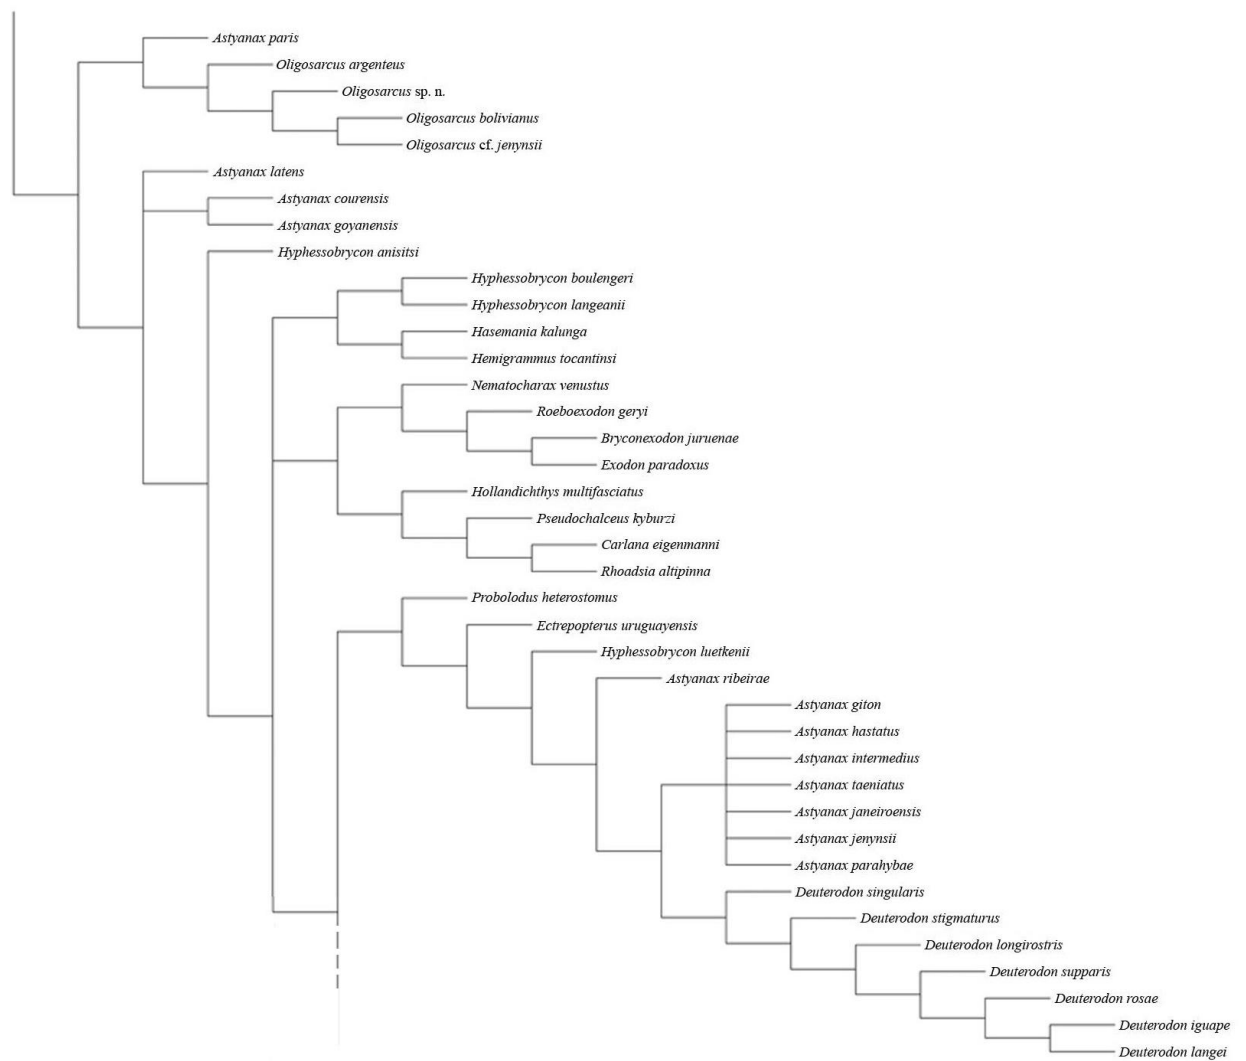 Astyanax paris
Oligosarcus argenteus
Oligosarcus sp. n.
Oligosarcus bolivianus
Oligosarcus cf. jenynsii
Astyanax latens
Astyanax courensis
Astyanax goyanensis
Hyphessobrycon anisitsi
Hyphessobrycon boulengeri
Hyphessobrycon langeanii
Hasemania kalunga
Hemigrammus tocantinsi
Nematocharax venustus
Roeboexodon geryi
Bryconexodon juruenae
Exodon paradoxus
Hollandichthys multifasciatus
Pseudochalceus kyburzi
Carlana eigenmanni
Rhoadsia altipinna
Probolodus heterostomus
Ectrepopterus uruguayensis
Hyphessobrycon luetkenii
Astyanax ribeirae
Astyanax giton
Astyanax hastatus
Astyanax intermedius
Astyanax taeniatus
Astyanax janeiroensis
Astyanax jenynsii
Astyanax parahybae
Deuterodon singularis
Deuterodon stigmaturus
Deuterodon longirostris
Deuterodon supparis
Deuterodon rosae
Deuterodon iguape
Deuterodon langei